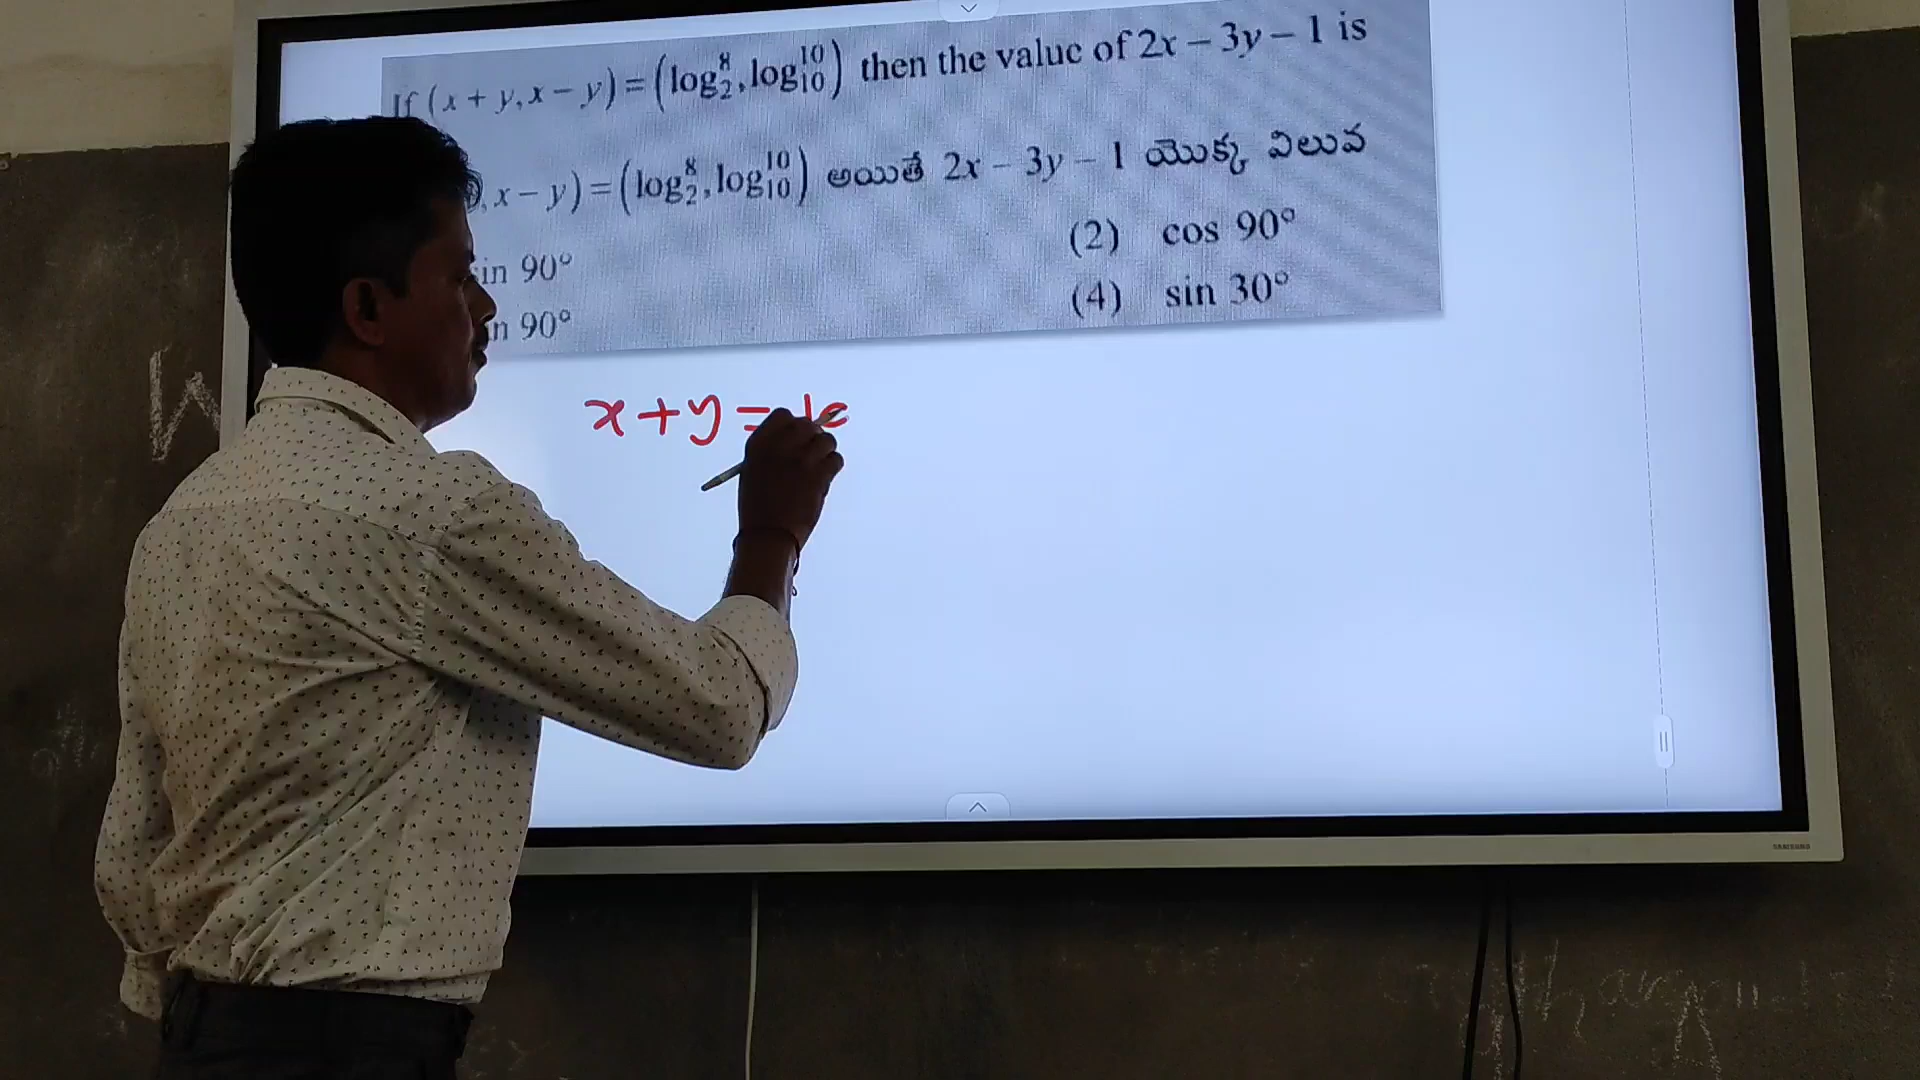 If (x + y, x − y) = (log₂⁸, log₁₀¹⁰) then the value of 2x − 3y − 1 is
, x − y) = (log₂⁸, log₁₀¹⁰) అయితే 2x − 3y − 1 యొక్క విలువ
in 90° (2) cos 90°
n 90° (4) sin 30°
x + y =
SAMSUNG